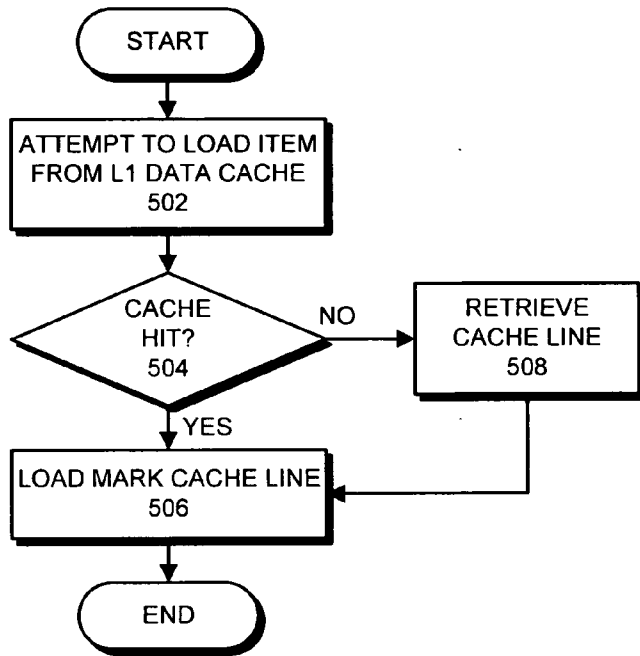 START
ATTEMPT TO LOAD ITEM
FROM L1 DATA CACHE
502
CACHE
HIT?
504
NO
RETRIEVE
CACHE LINE
508
YES
LOAD MARK CACHE LINE
506
END